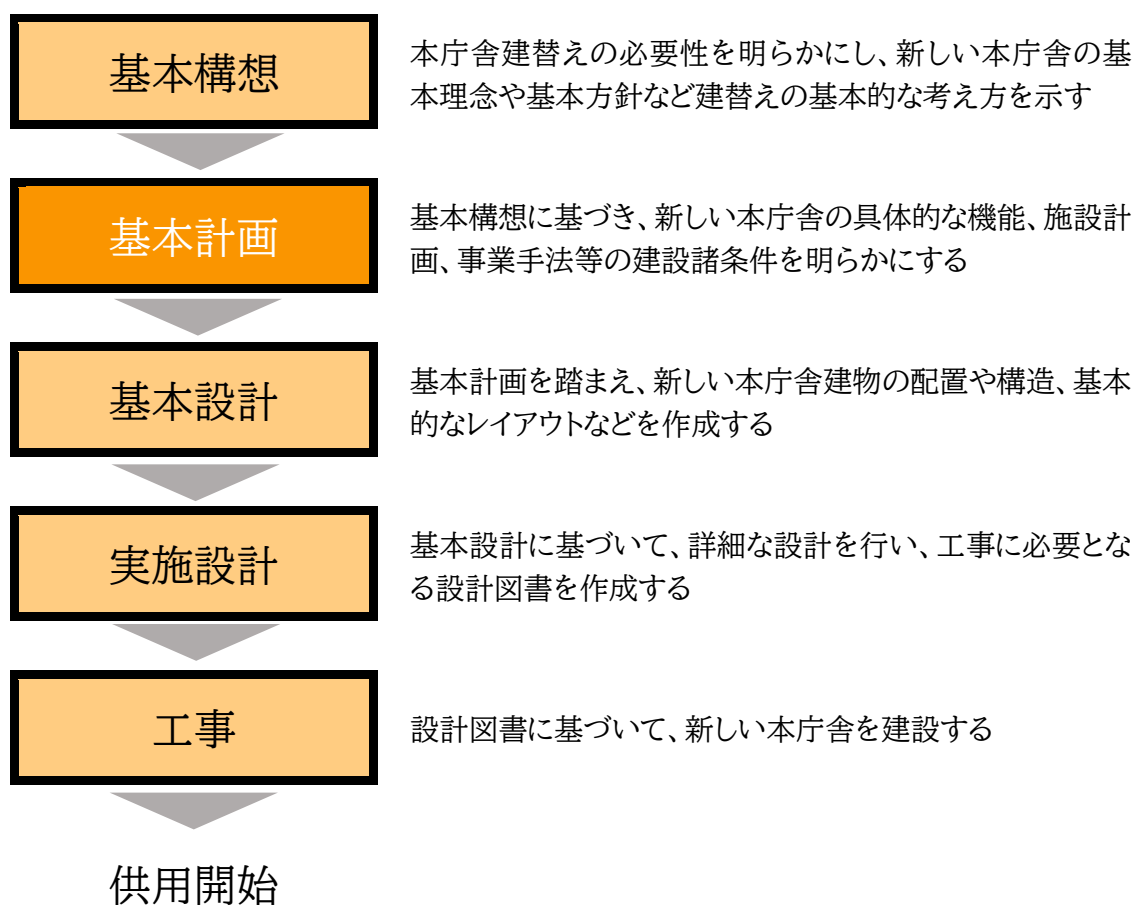 基本構想
本庁舎建替えの必要性を明らかにし、新しい本庁舎の基
本理念や基本方針など建替えの基本的な考え方を示す
基本計画
基本構想に基づき、新しい本庁舎の具体的な機能、施設計
画、事業手法等の建設諸条件を明らかにする
基本設計
基本計画を踏まえ、新しい本庁舎建物の配置や構造、基本
的なレイアウトなどを作成する
実施設計
基本設計に基づいて、詳細な設計を行い、工事に必要とな
る設計図書を作成する
工事
設計図書に基づいて、新しい本庁舎を建設する
供用開始